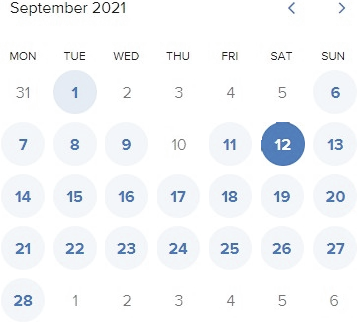 September 2021
MON TUE WED THU FRI SAT SUN
31 1 2 3 4 5 6
7 8 9 10 11 12 13
14 15 16 17 18 19 20
21 22 23 24 25 26 27
28 1 2 3 4 5 6